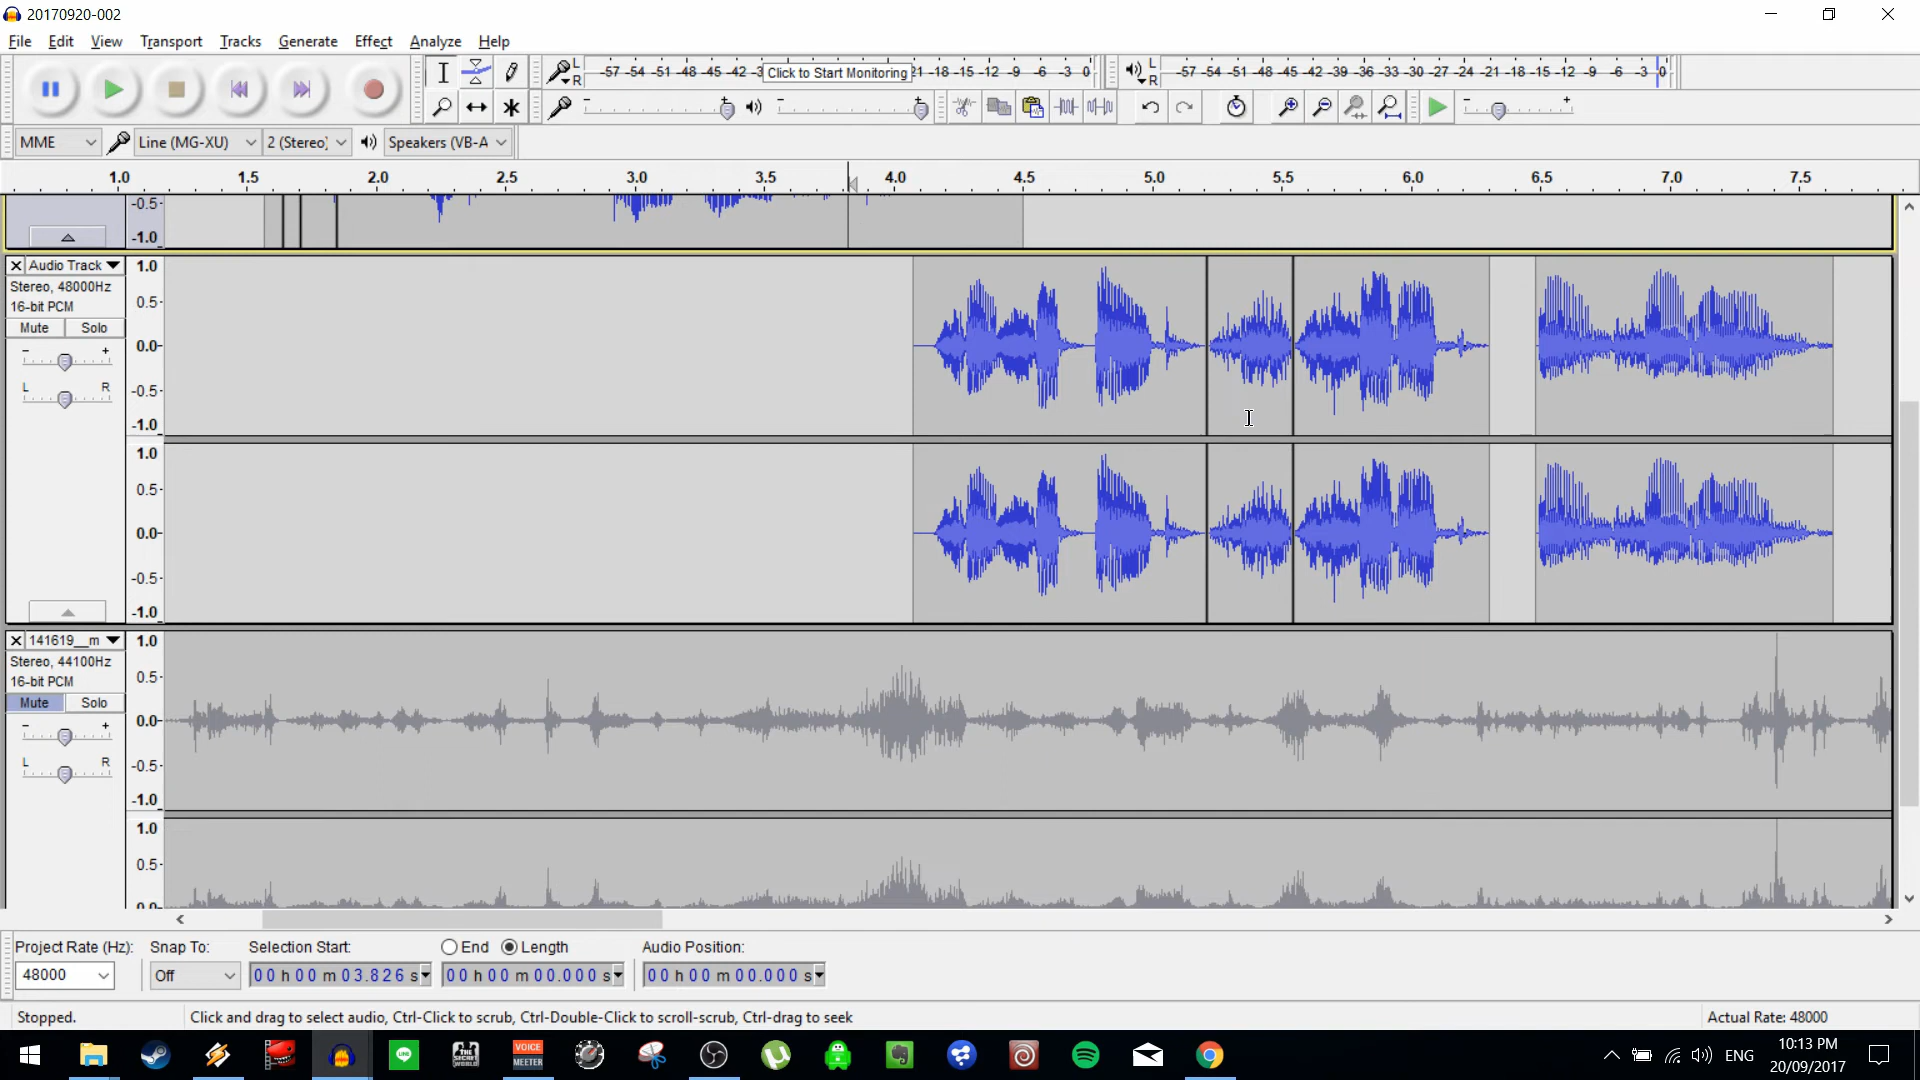 20170920-002
File Edit View Transport Tracks Generate Effect Analyze Help
L R -57 -54 -51 -48 -45 -42 -3 Click to Start Monitoring 21 -18 -15 -12 -9 -6 -3 0
L R -57 -54 -51 -48 -45 -42 -39 -36 -33 -30 -27 -24 -21 -18 -15 -12 -9 -6 -3 0
MME Line (MG-XU) 2 (Stereo) Speakers (VB-A
1.0 1.5 2.0 2.5 3.0 3.5 4.0 4.5 5.0 5.5 6.0 6.5 7.0 7.5
-0.5
-1.0
Audio Track 1.0
Stereo, 48000Hz
16-bit PCM 0.5
Mute Solo
- + 0.0
L R -0.5
-1.0
1.0
0.5
0.0
-0.5
-1.0
141619__m 1.0
Stereo, 44100Hz
16-bit PCM 0.5
Mute Solo
- + 0.0
L R -0.5
-1.0
1.0
0.5
0.0
Project Rate (Hz): Snap To: Selection Start: End Length Audio Position:
48000 Off 00 h 00 m 03.826 s 00 h 00 m 00.000 s 00 h 00 m 00.000 s
Stopped. Click and drag to select audio, Ctrl-Click to scrub, Ctrl-Double-Click to scroll-scrub, Ctrl-drag to seek Actual Rate: 48000
LINE THE SECRET WORLD VOICE MEETER ENG 10:13 PM
20/09/2017